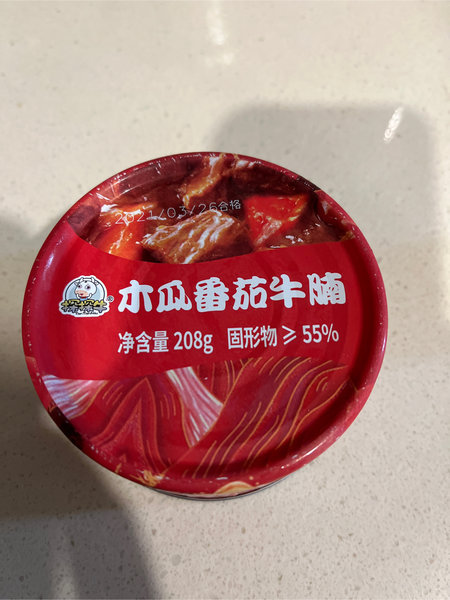 2021/03/26合格
木瓜番茄牛腩
®
净含量 208g 固形物 ≥ 55%